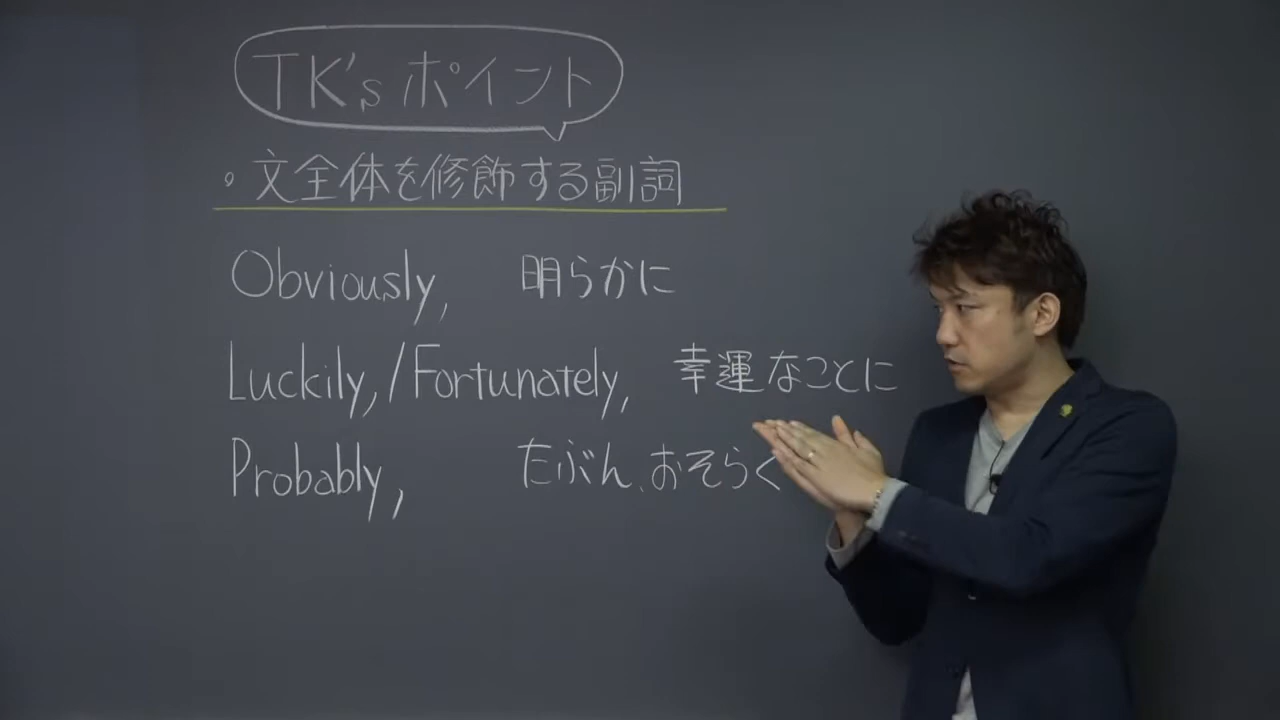 TK'sポイント
。文全体を修飾する副詞
Obviously, 明らかに
Luckily,/Fortunately, 幸運なことに
Probably, たぶん、おそらく